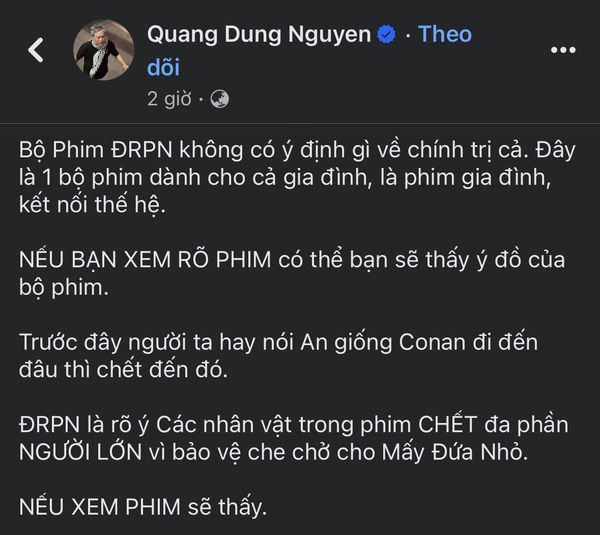 Quang Dung Nguyen · Theo
dõi
2 giờ ·
Bộ Phim ĐRPN không có ý định gì về chính trị cả. Đây
là 1 bộ phim dành cho cả gia đình, là phim gia đình,
kết nối thế hệ.
NẾU BẠN XEM RÕ PHIM có thể bạn sẽ thấy ý đồ của
bộ phim.
Trước đây người ta hay nói An giống Conan đi đến
đâu thì chết đến đó.
ĐRPN là rõ ý Các nhân vật trong phim CHẾT đa phần
NGƯỜI LỚN vì bảo vệ che chở cho Mấy Đứa Nhỏ.
NẾU XEM PHIM sẽ thấy.